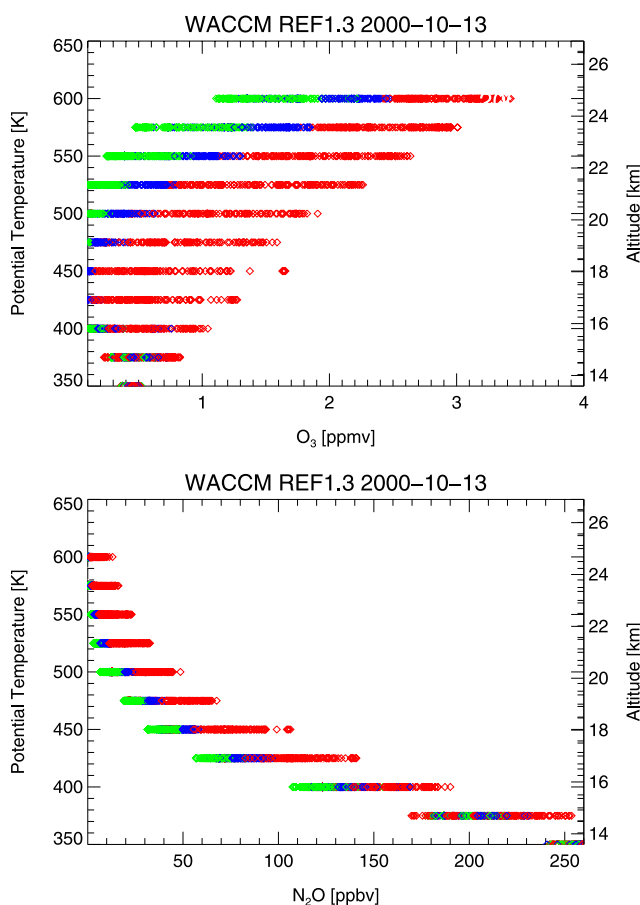 WACCM REF1.3 2000−10−13
650
600
550
500
450
400
350
Potential Temperature [K]
26
24
22
20
18
16
14
Altitude [km]
1 2 3 4
O₃ [ppmv]
WACCM REF1.3 2000−10−13
650
600
550
500
450
400
350
Potential Temperature [K]
26
24
22
20
18
16
14
Altitude [km]
50 100 150 200 250
N₂O [ppbv]